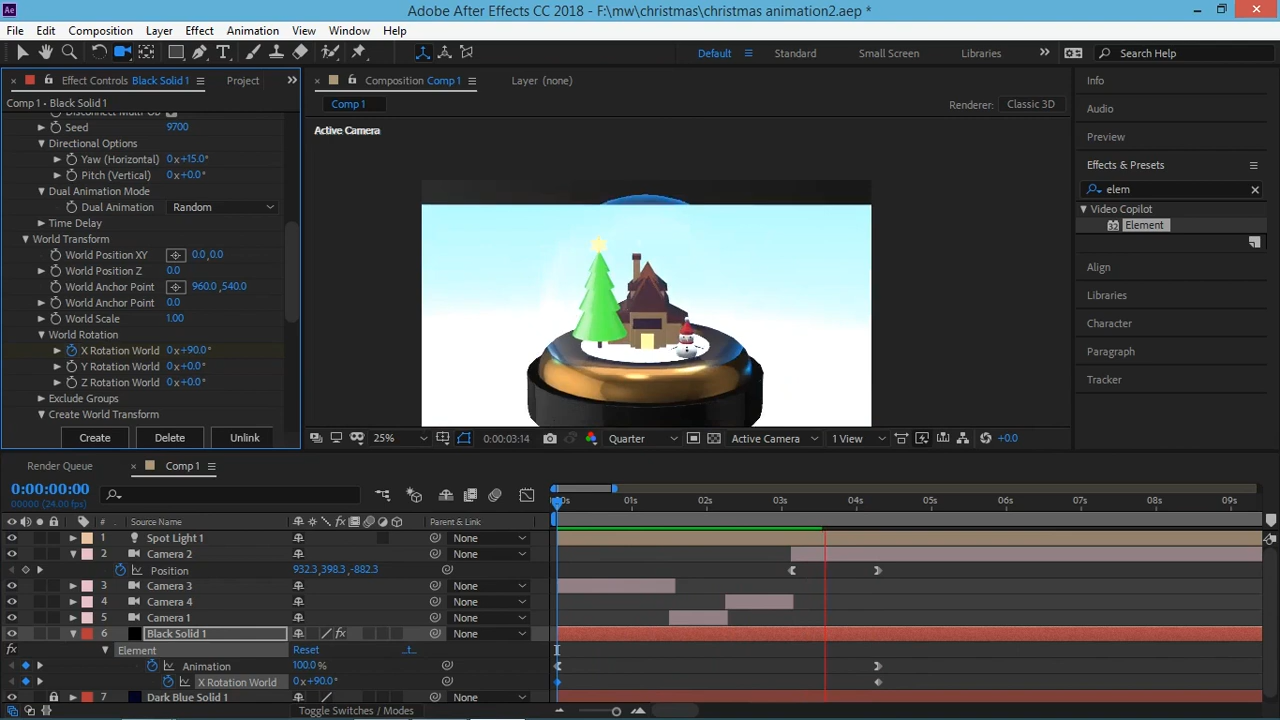 Ae Adobe After Effects CC 2018 - F:\mw\christmas\christmas animation2.aep *
File Edit Composition Layer Effect Animation View Window Help
Default Standard Small Screen Libraries Search Help
Effect Controls Black Solid 1 Project Composition Comp 1 Layer (none) Info
Comp 1 • Black Solid 1 Comp 1 Renderer: Classic 3D
Audio
Active Camera
Preview
Seed 9700
Directional Options
Yaw (Horizontal) 0x+15.0°
Pitch (Vertical) 0x+0.0°
Dual Animation Mode
Dual Animation Random
Time Delay
World Transform
World Position XY 0.0,0.0
World Position Z 0.0
World Anchor Point 960.0,540.0
World Anchor Point 0.0
World Scale 1.00
World Rotation
X Rotation World 0x+90.0°
Y Rotation World 0x+0.0°
Z Rotation World 0x+0.0°
Exclude Groups
Create World Transform
Create Delete Unlink
Effects & Presets
elem
Video Copilot
32 Element
Align
Libraries
Character
Paragraph
Tracker
25% 0:00:03:14 Quarter Active Camera 1 View +0.0
Render Queue Comp 1
0:00:00:00
00000 (24.00 fps)
01s 02s 03s 04s 05s 06s 07s 08s 09s
# Source Name Parent & Link
1 Spot Light 1 None
2 Camera 2 None
Position 932.3,398.3,-882.3
3 Camera 3 None
4 Camera 4 None
5 Camera 1 None
6 Black Solid 1 None
fx Element Reset
Animation 100.0 %
X Rotation World 0x+90.0°
7 Dark Blue Solid 1 None
Toggle Switches / Modes